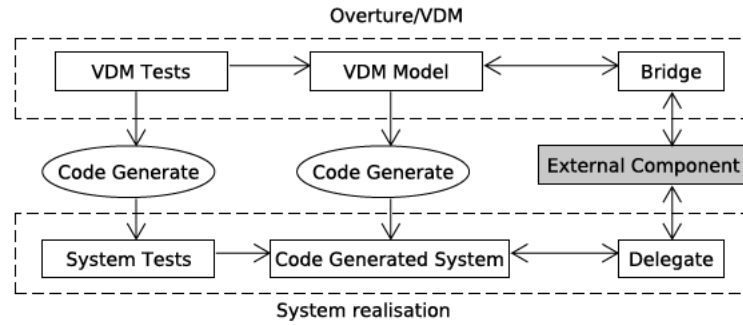 Overture/VDM
VDM Tests
VDM Model
Bridge
Code Generate
Code Generate
External Component
System Tests
Code Generated System
Delegate
System realisation